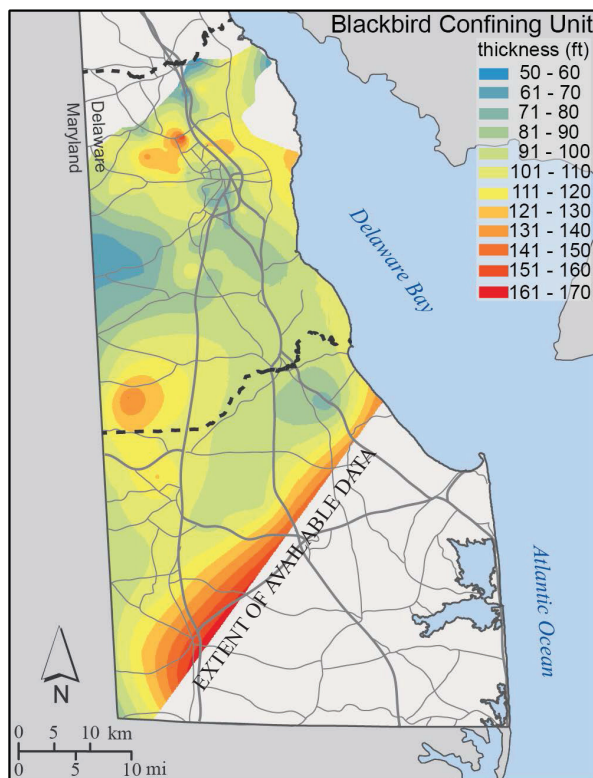 Blackbird Confining Unit
thickness (ft)
50 - 60
61 - 70
71 - 80
81 - 90
91 - 100
101 - 110
111 - 120
121 - 130
131 - 140
141 - 150
151 - 160
161 - 170
Delaware
Maryland
Delaware Bay
EXTENT OF AVAILABLE DATA
Atlantic Ocean
N
0 5 10 km
0 10 mi